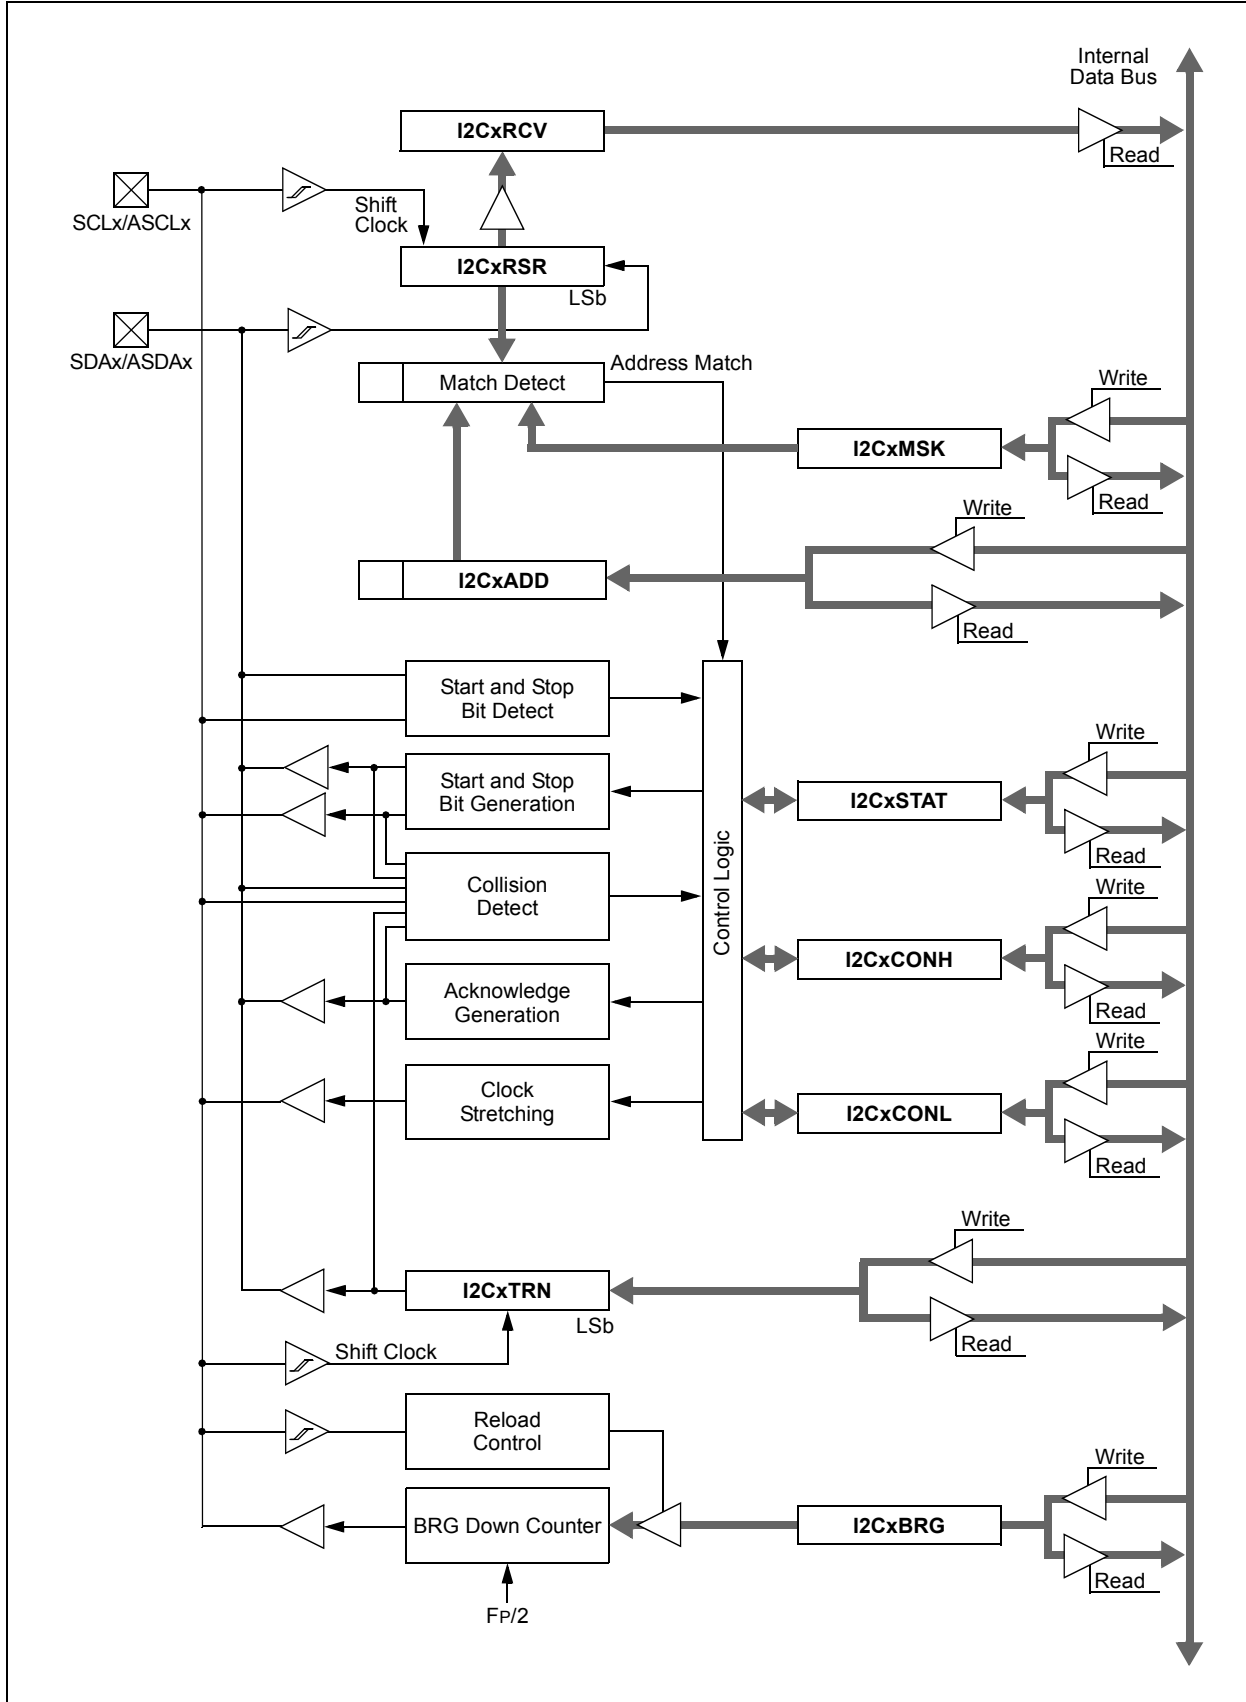 Internal
Data Bus
I2CxRCV
Read
SCLx/ASCLx
Shift
Clock
I2CxRSR
LSb
SDAx/ASDAx
Address Match
Match Detect
Write
I2CxMSK
Read
Write
I2CxADD
Read
Start and Stop
Bit Detect
Write
Start and Stop
Bit Generation
I2CxSTAT
Read
Control Logic
Write
Collision
Detect
I2CxCONH
Read
Acknowledge
Generation
Write
Clock
Stretching
I2CxCONL
Read
Write
I2CxTRN
LSb
Read
Shift Clock
Reload
Control
Write
BRG Down Counter
I2CxBRG
Read
FP/2